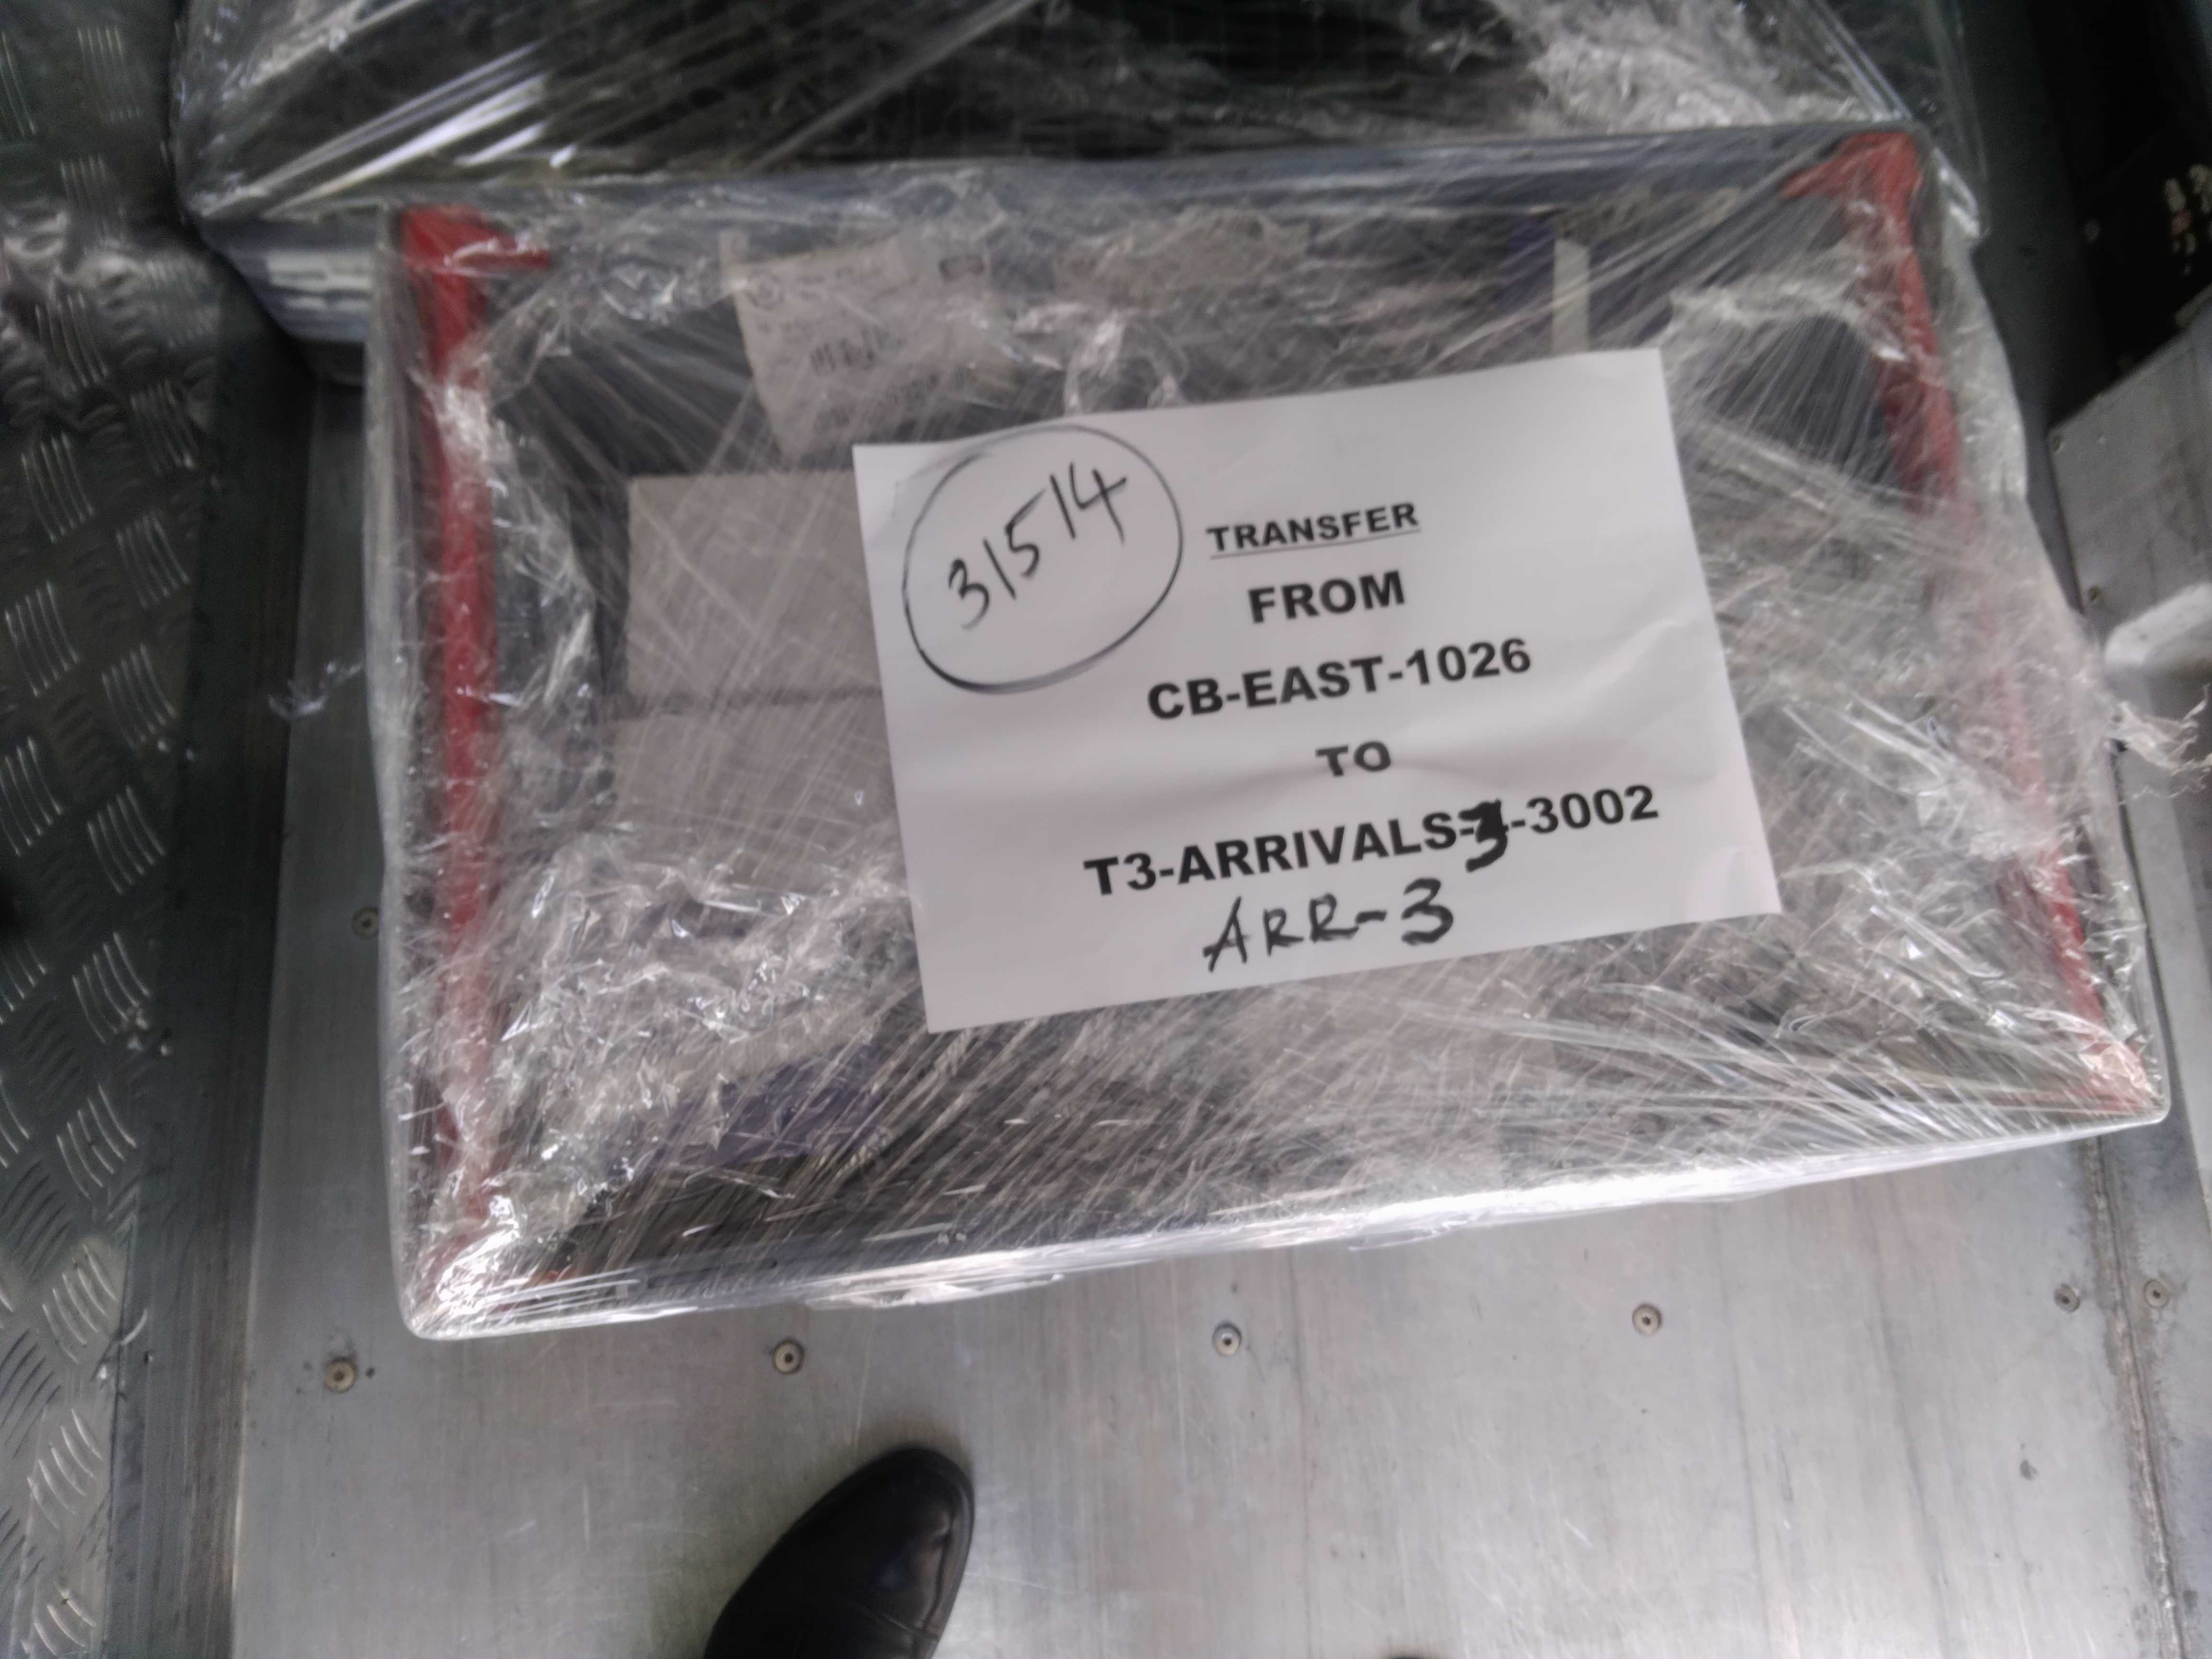 31514
TRANSFER
FROM
CB-EAST-1026
TO
T3-ARRIVALS-3-3002
ARR-3